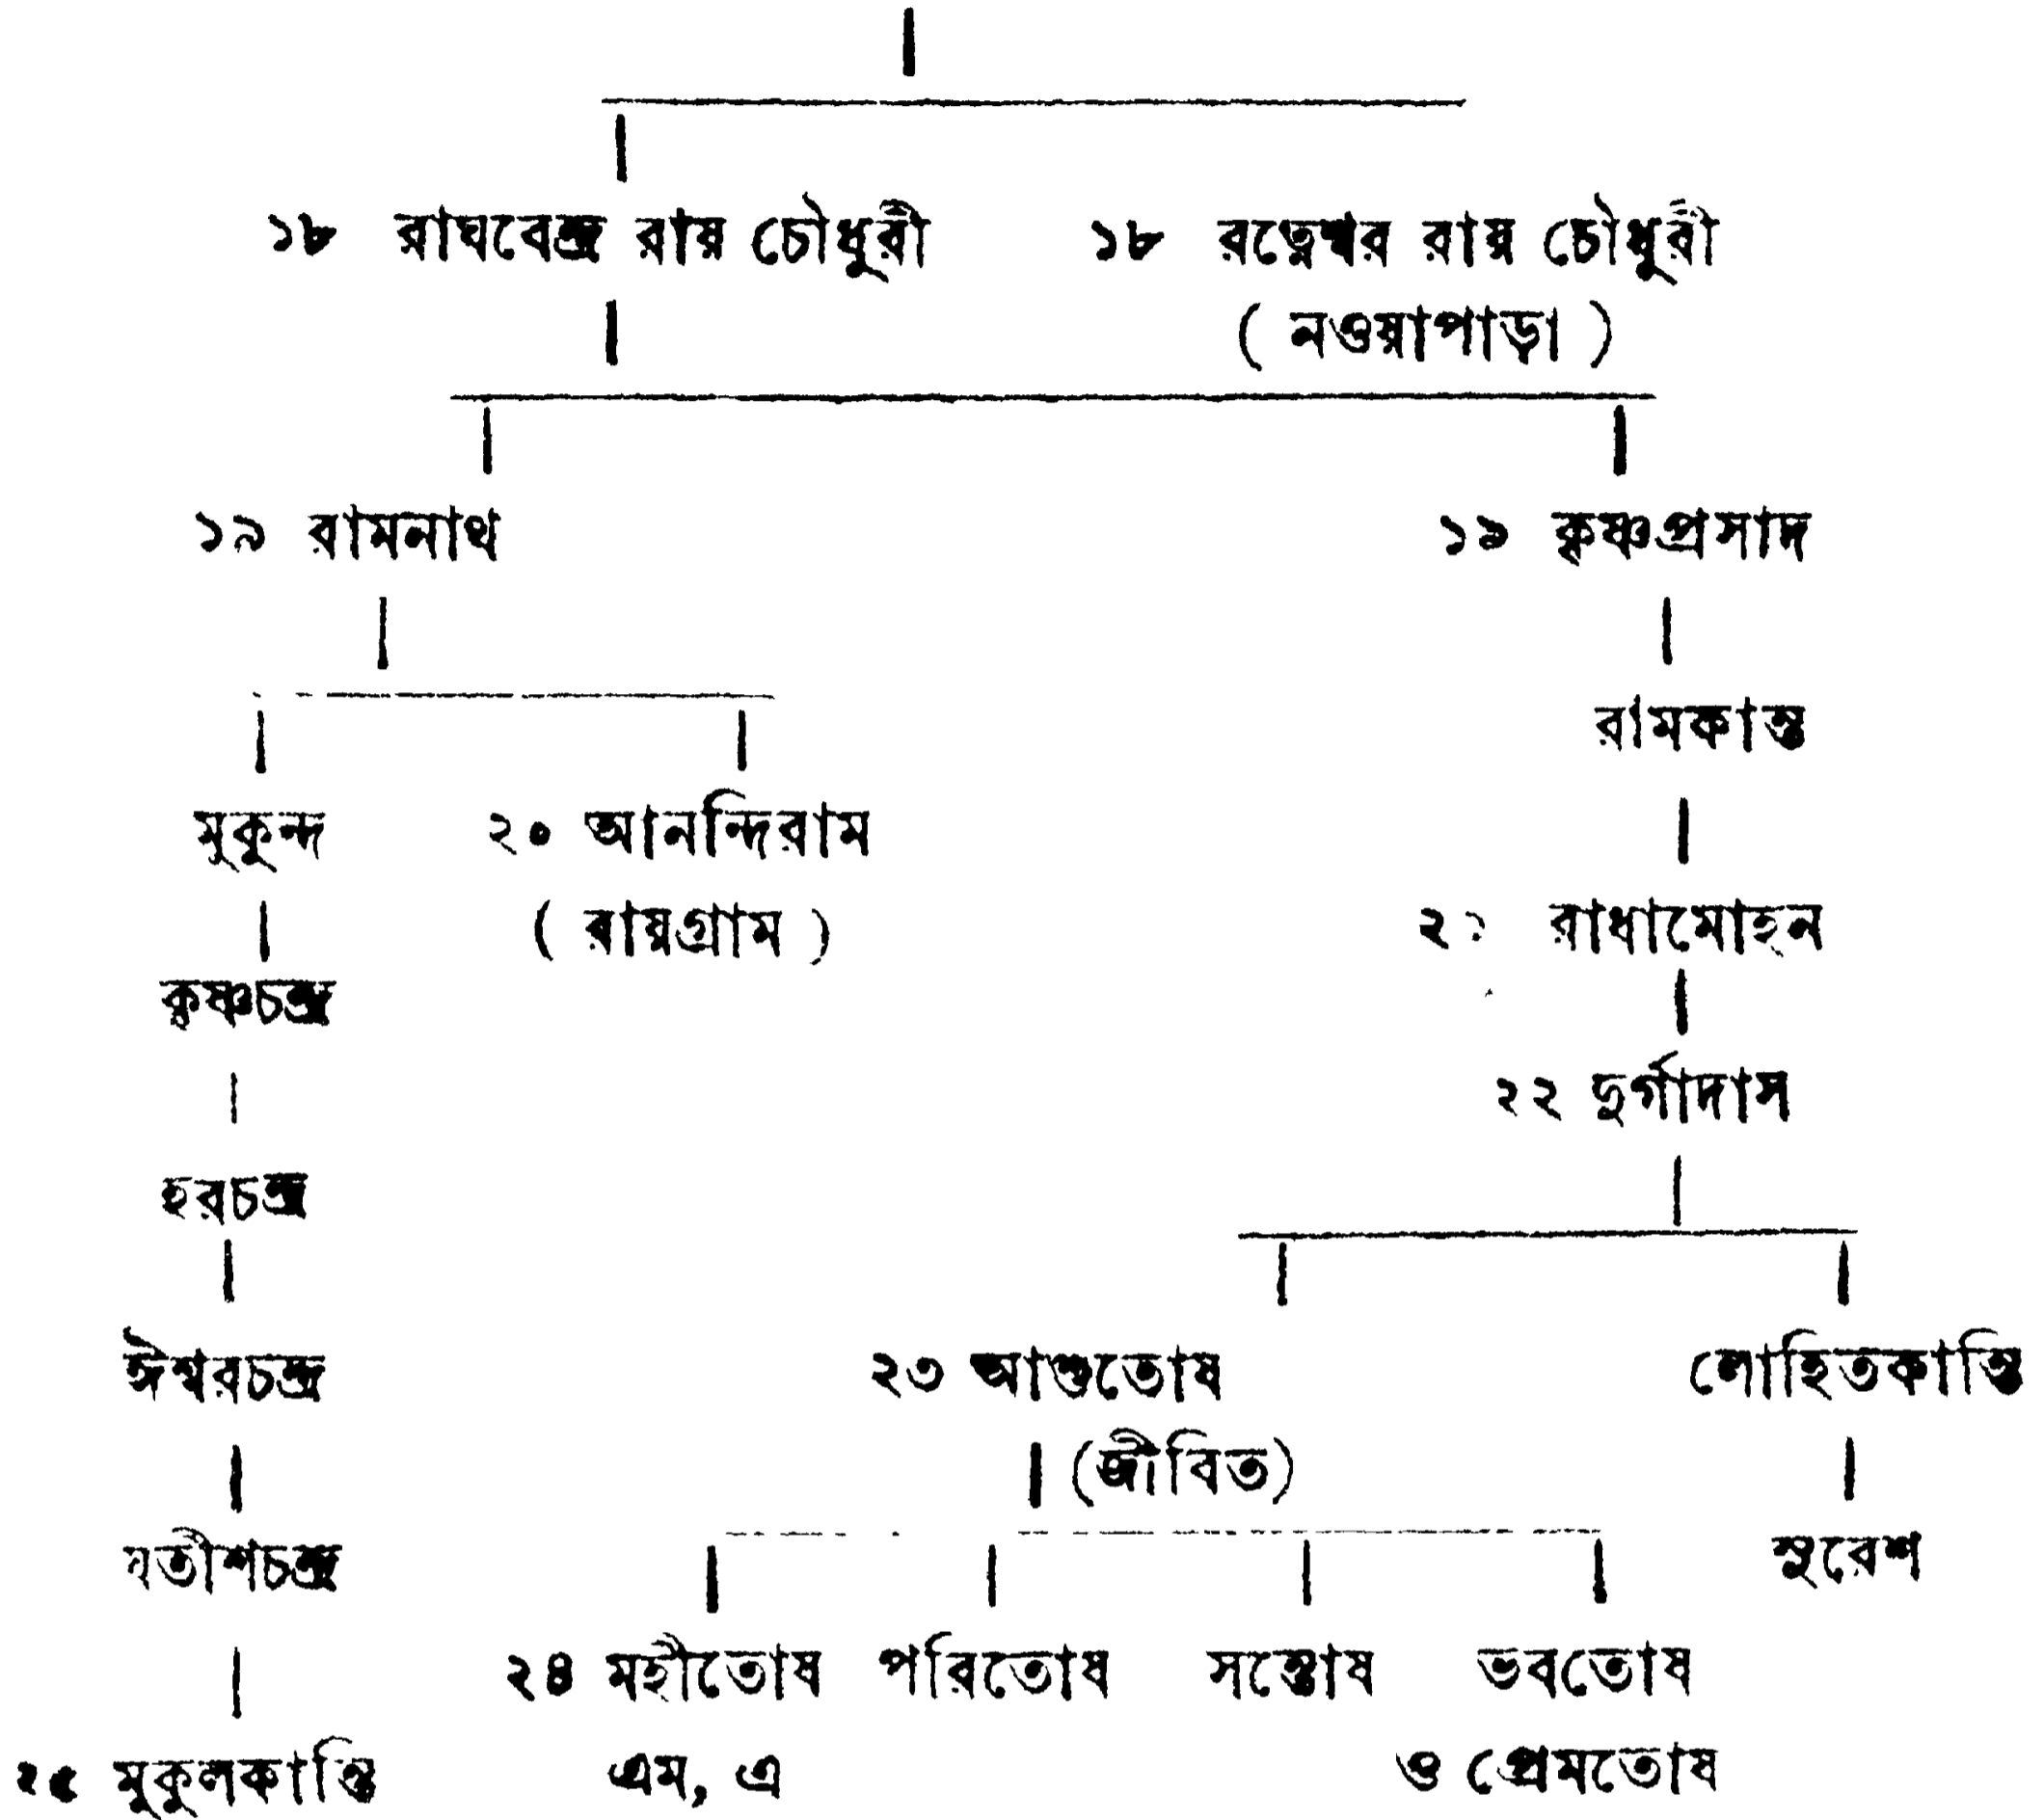 ১৮ রাঘবেন্দ্র রায় চৌধুরী ১৮ রত্নেশ্বর রায় চৌধুরী
( নওয়াপাড়া )
১৯ রামনাথ ১৯ কৃষ্ণপ্রসাদ
রামকান্ত
মুকুন্দ ২০ আনন্দিরাম
( রায়গ্রাম ) ২১ রাধামোহন
কৃষ্ণচন্দ্র
২২ দুর্গাদাস
হরচন্দ্র
ঈশ্বরচন্দ্র ২৩ আশুতোষ লোহিতকান্তি
(জীবিত)
সতীশচন্দ্র সুরেশ
২৪ মহীতোষ পরিতোষ সন্তোষ ভবতোষ
২৫ মুকুলকান্তি এম, এ ও প্রেমতোষ